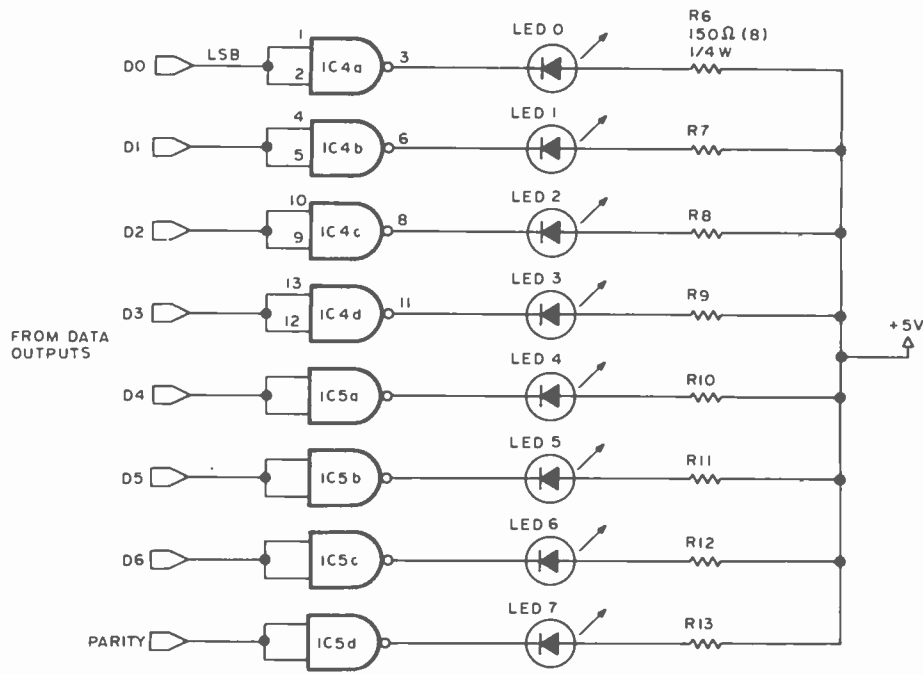 LED 0
R6
150Ω (8)
1/4 W
D0
LSB
1
2
IC4a
3
LED 1
R7
D1
4
5
IC4b
6
LED 2
R8
D2
10
9
IC4c
8
LED 3
R9
D3
13
12
IC4d
11
FROM DATA
OUTPUTS
+5V
LED 4
R10
D4
IC5a
LED 5
R11
D5
IC5b
LED 6
R12
D6
IC5c
LED 7
R13
PARITY
IC5d